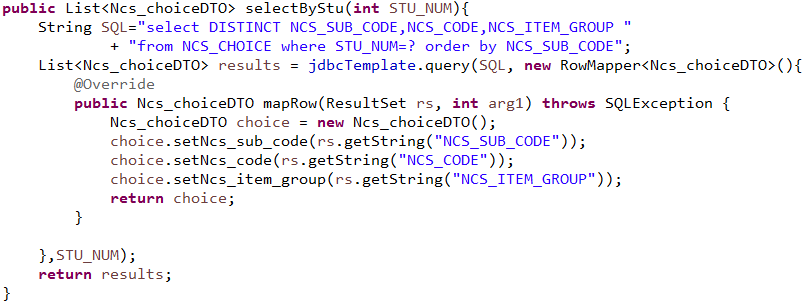 public List<Ncs_choiceDTO> selectByStu(int STU_NUM){
    String SQL="select DISTINCT NCS_SUB_CODE,NCS_CODE,NCS_ITEM_GROUP "
            + "from NCS_CHOICE where STU_NUM=? order by NCS_SUB_CODE";
    List<Ncs_choiceDTO> results = jdbcTemplate.query(SQL, new RowMapper<Ncs_choiceDTO>(){
        @Override
        public Ncs_choiceDTO mapRow(ResultSet rs, int arg1) throws SQLException {
            Ncs_choiceDTO choice = new Ncs_choiceDTO();
            choice.setNcs_sub_code(rs.getString("NCS_SUB_CODE"));
            choice.setNcs_code(rs.getString("NCS_CODE"));
            choice.setNcs_item_group(rs.getString("NCS_ITEM_GROUP"));
            return choice;
        }
    },STU_NUM);
    return results;
}